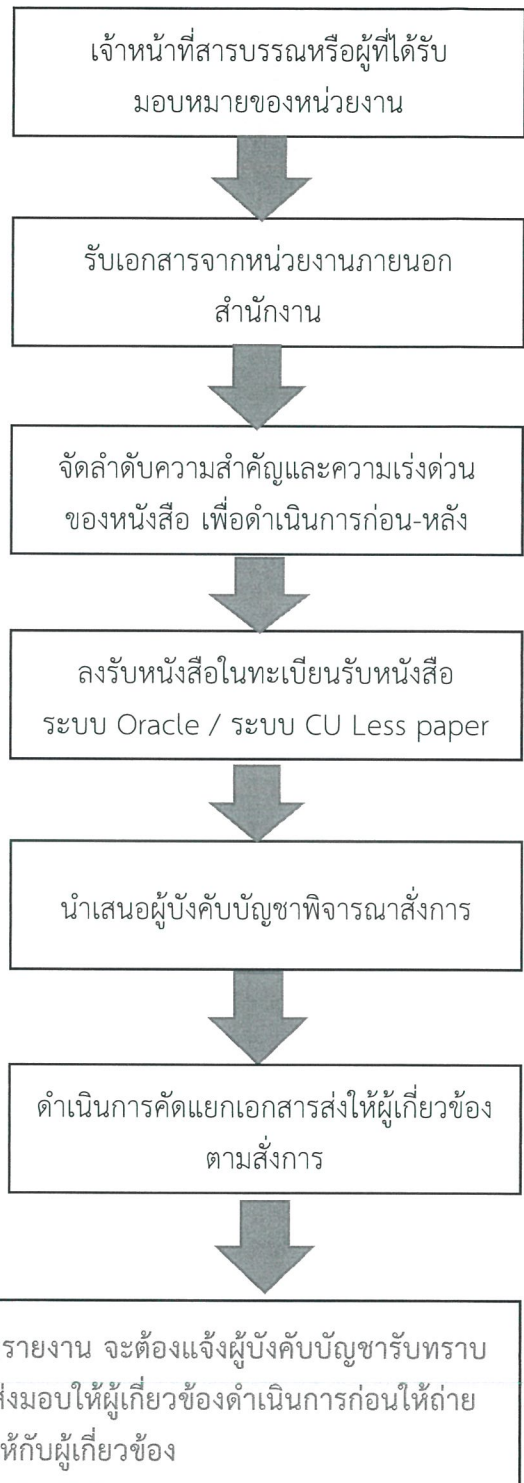 เจ้าหน้าที่สารบรรณหรือผู้ที่ได้รับ
มอบหมายของหน่วยงาน
รับเอกสารจากหน่วยงานภายนอก
สำนักงาน
จัดลำดับความสำคัญและความเร่งด่วน
ของหนังสือ เพื่อดำเนินการก่อน-หลัง
ลงรับหนังสือในทะเบียนรับหนังสือ
ระบบ Oracle / ระบบ CU Less paper
นำเสนอผู้บังคับบัญชาพิจารณาสั่งการ
ดำเนินการคัดแยกเอกสารส่งให้ผู้เกี่ยวข้อง
ตามสั่งการ
รายงาน จะต้องแจ้งผู้บังคับบัญชารับทราบ
ส่งมอบให้ผู้เกี่ยวข้องดำเนินการก่อนให้ถ่าย
ให้กับผู้เกี่ยวข้อง